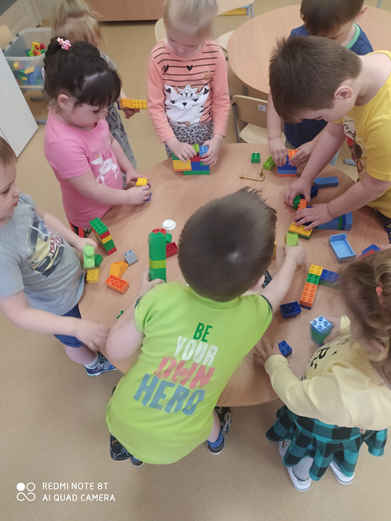 BE
YOUR
OWN
HERO
REDMI NOTE 8T
AI QUAD CAMERA